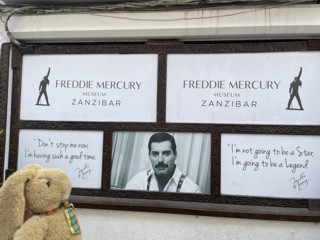 FREDDIE MERCURY
MUSEUM
ZANZIBAR
FREDDIE MERCURY
MUSEUM
ZANZIBAR
"Don't stop me now,
I'm having such a good time.
"I'm not going to be a Star,
I'm going to be a Legend.